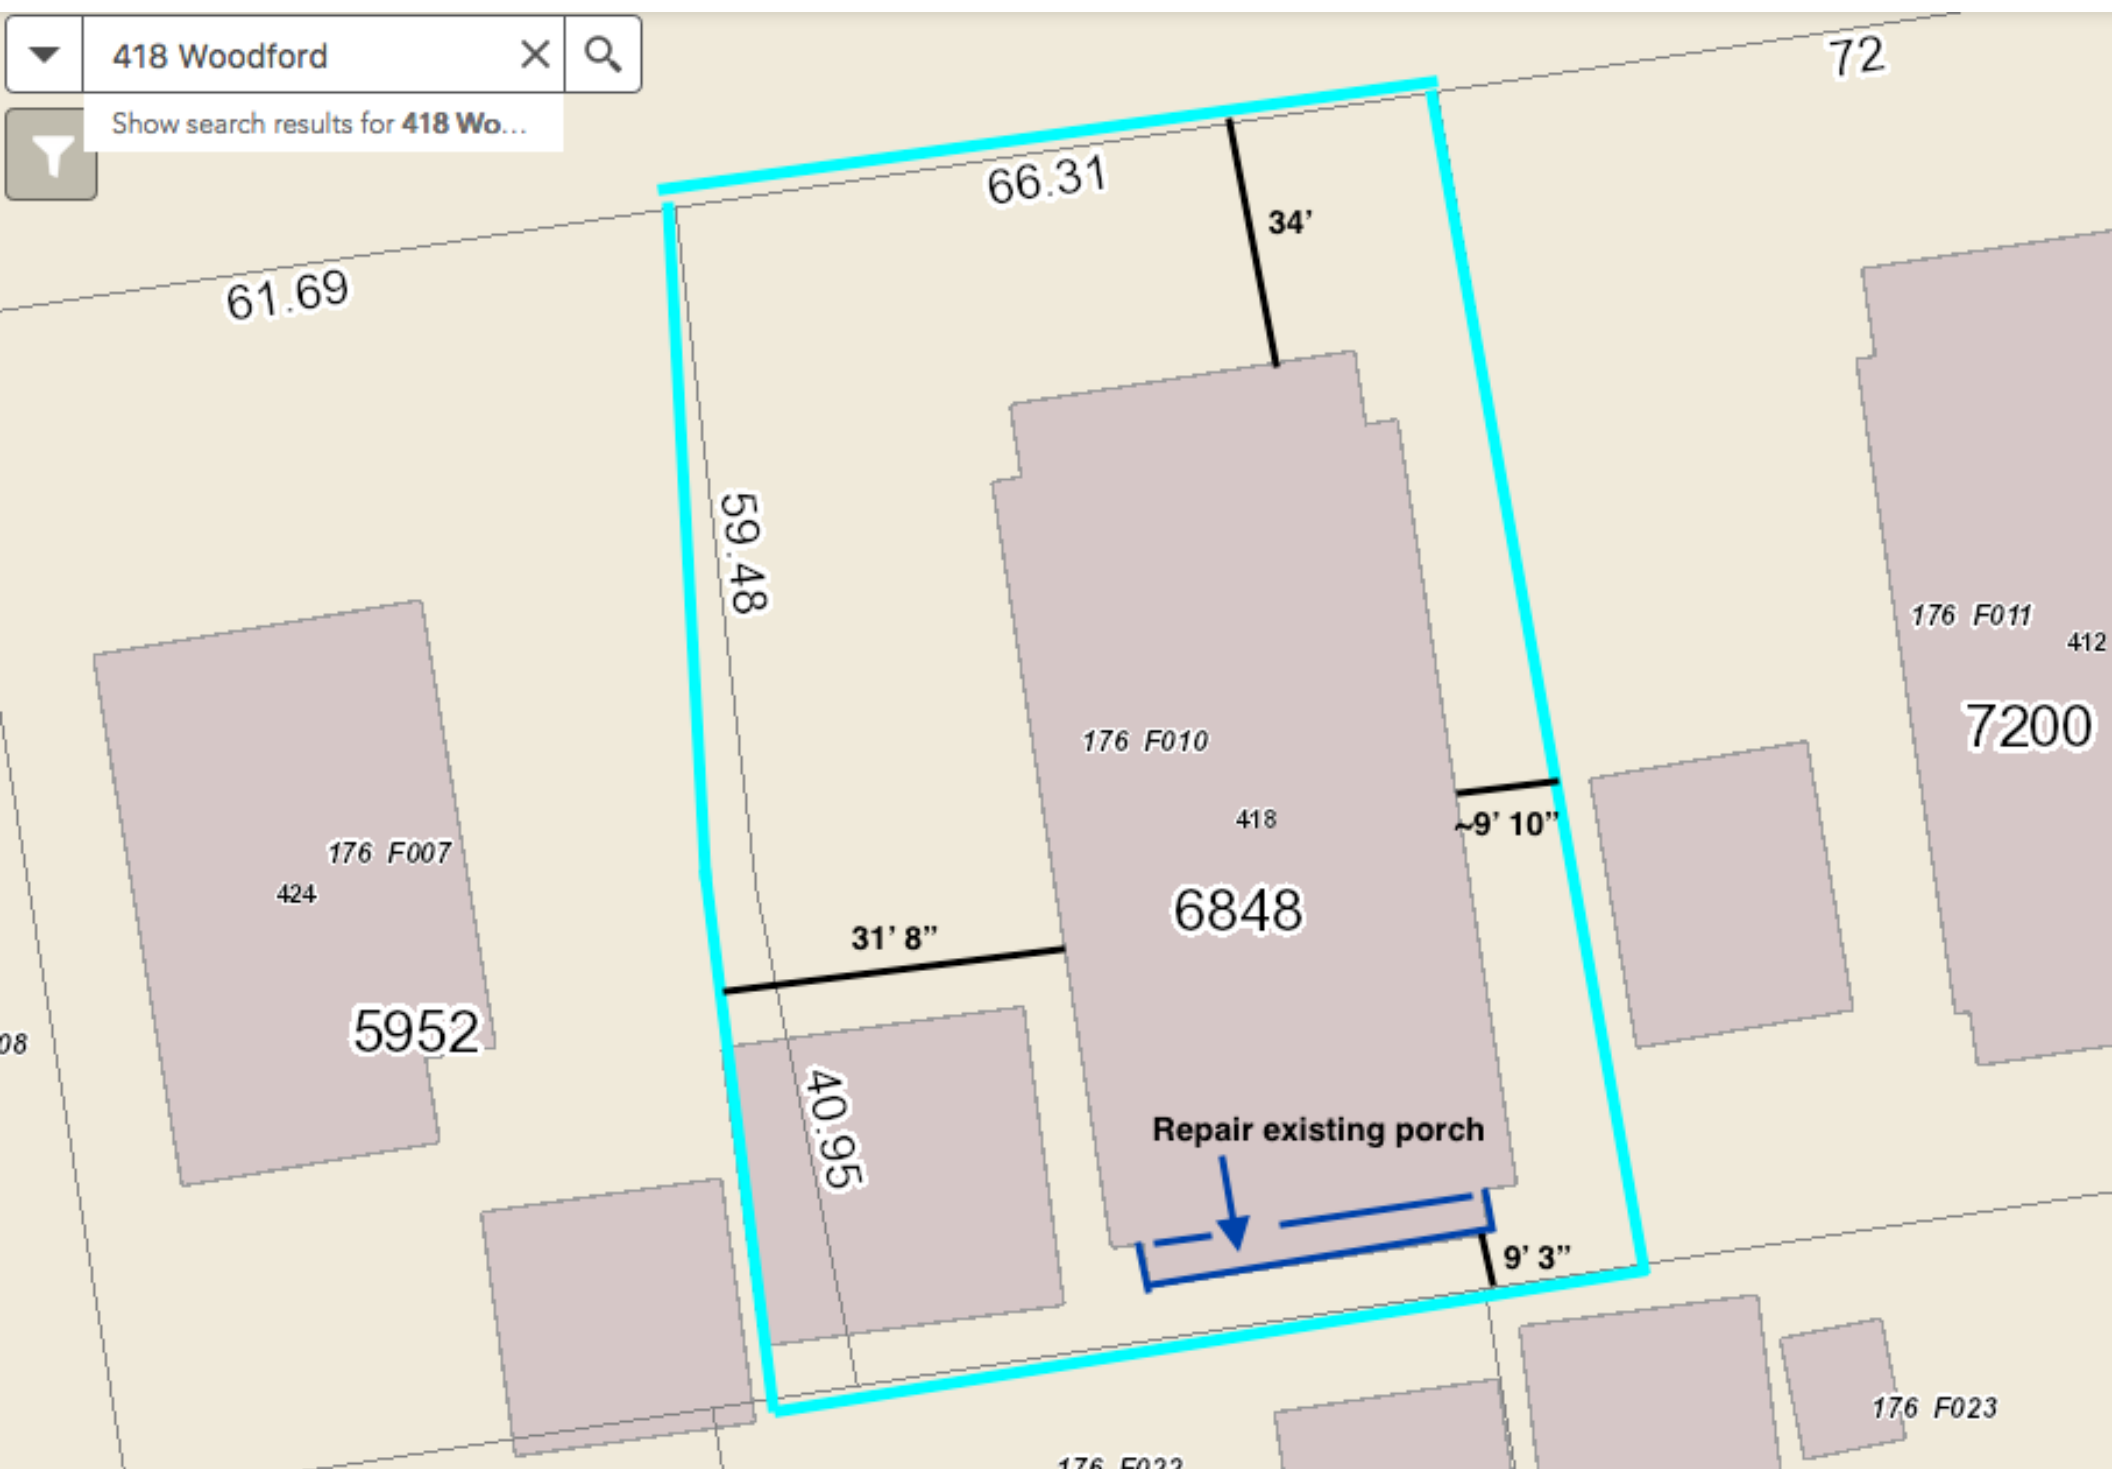 418 Woodford
Show search results for 418 Wo...
72
66.31
34'
61.69
59.48
176 F011
412
7200
176 F010
418
~9' 10"
176 F007
424
6848
31' 8"
5952
08
40.95
Repair existing porch
9' 3"
176 F023
176 F022